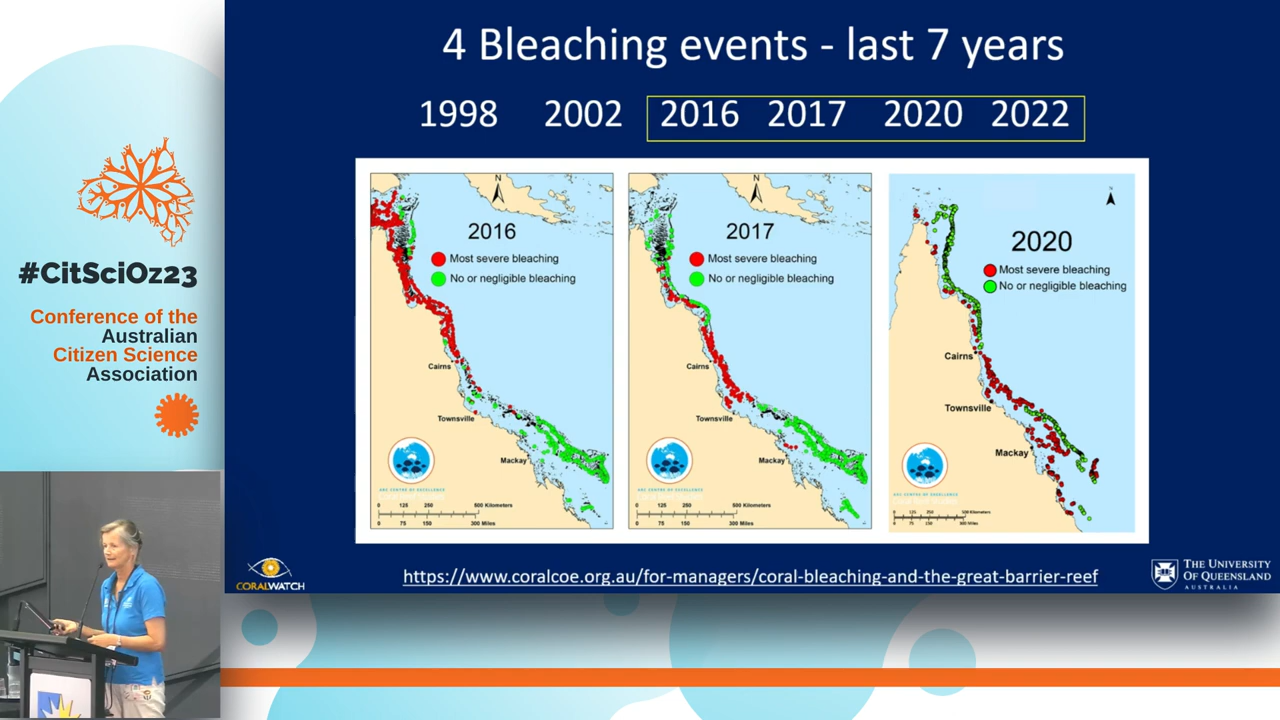 4 Bleaching events - last 7 years
1998 2002 2016 2017 2020 2022
N
2016
Most severe bleaching
No or negligible bleaching
Cairns
Townsville
Mackay
ARC CENTRE OF EXCELLENCE
0 125 250 500 Kilometers
0 75 150 300 Miles
N
2017
Most severe bleaching
No or negligible bleaching
Cairns
Townsville
Mackay
ARC CENTRE OF EXCELLENCE
0 125 250 500 Kilometers
0 75 150 300 Miles
N
2020
Most severe bleaching
No or negligible bleaching
Cairns
Townsville
Mackay
ARC CENTRE OF EXCELLENCE
0 125 250 500 Kilometers
0 75 150 300 Miles
CORALWATCH
https://www.coralcoe.org.au/for-managers/coral-bleaching-and-the-great-barrier-reef
THE UNIVERSITY
OF QUEENSLAND
AUSTRALIA
#CitSciOz23
Conference of the
Australian
Citizen Science
Association